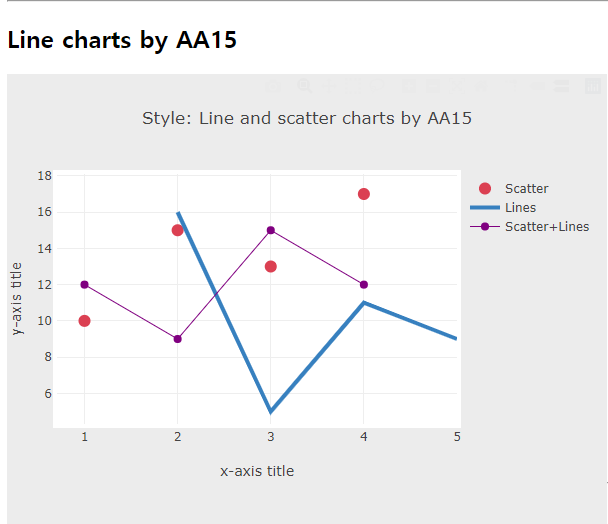 Line charts by AA15
Style: Line and scatter charts by AA15
Scatter
Lines
Scatter+Lines
y-axis title
18
16
14
12
10
8
6
1 2 3 4 5
x-axis title